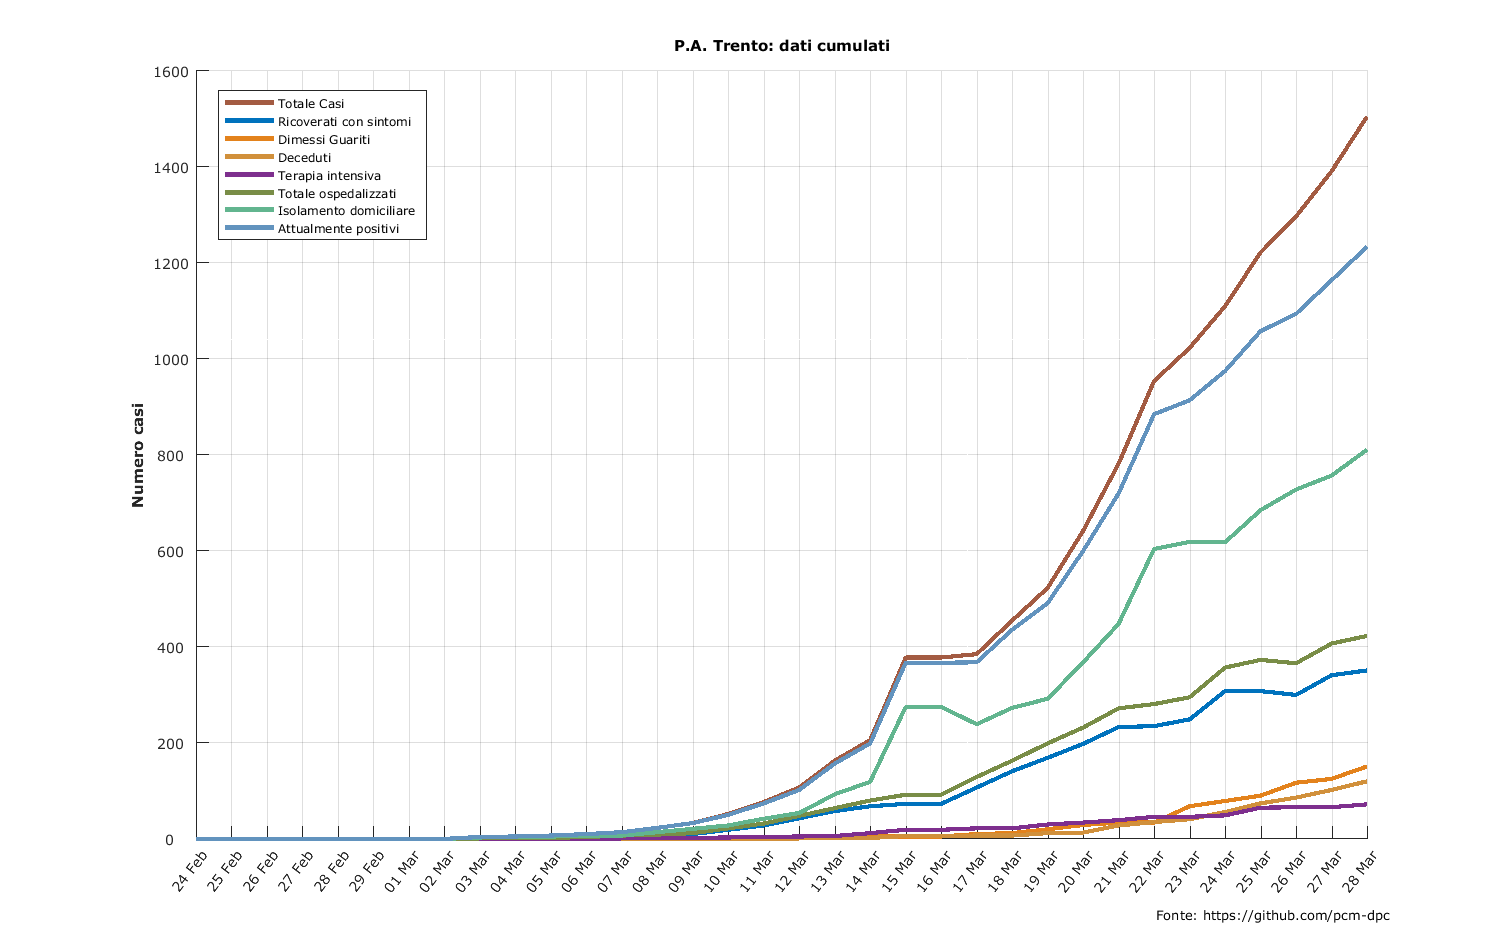 P.A. Trento: dati cumulati
1600
1400
1200
1000
800
600
400
200
0
Numero casi
Totale Casi
Ricoverati con sintomi
Dimessi Guariti
Deceduti
Terapia intensiva
Totale ospedalizzati
Isolamento domiciliare
Attualmente positivi
24 Feb
25 Feb
26 Feb
27 Feb
28 Feb
29 Feb
01 Mar
02 Mar
03 Mar
04 Mar
05 Mar
06 Mar
07 Mar
08 Mar
09 Mar
10 Mar
11 Mar
12 Mar
13 Mar
14 Mar
15 Mar
16 Mar
17 Mar
18 Mar
19 Mar
20 Mar
21 Mar
22 Mar
23 Mar
24 Mar
25 Mar
26 Mar
27 Mar
28 Mar
Fonte: https://github.com/pcm-dpc